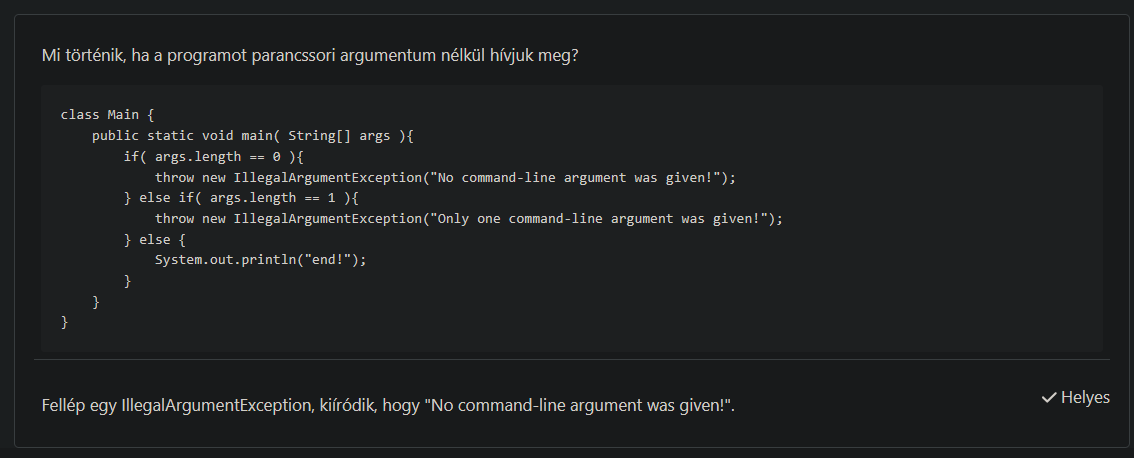 Mi történik, ha a programot parancssori argumentum nélkül hívjuk meg?
class Main {
    public static void main( String[] args ){
        if( args.length == 0 ){
            throw new IllegalArgumentException("No command-line argument was given!");
        } else if( args.length == 1 ){
            throw new IllegalArgumentException("Only one command-line argument was given!");
        } else {
            System.out.println("end!");
        }
    }
}
Fellép egy IllegalArgumentException, kiíródik, hogy "No command-line argument was given!".
✓ Helyes